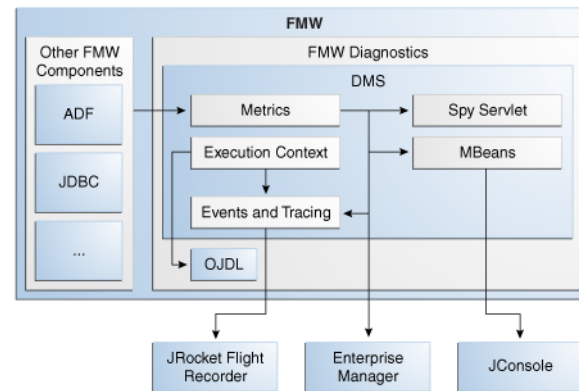 FMW
Other FMW
Components
ADF
JDBC
...
FMW Diagnostics
DMS
Metrics
Spy Servlet
Execution Context
MBeans
Events and Tracing
OJDL
JRocket Flight
Recorder
Enterprise
Manager
JConsole